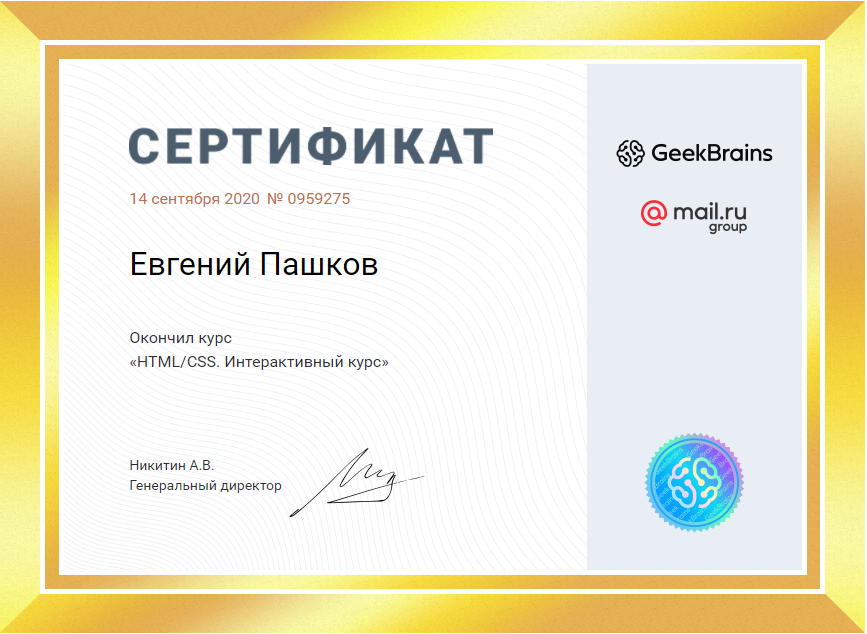 СЕРТИФИКАТ
14 сентября 2020 № 0959275
Евгений Пашков
Окончил курс
«HTML/CSS. Интерактивный курс»
Никитин А.В.
Генеральный директор
GeekBrains
@mail.ru
group